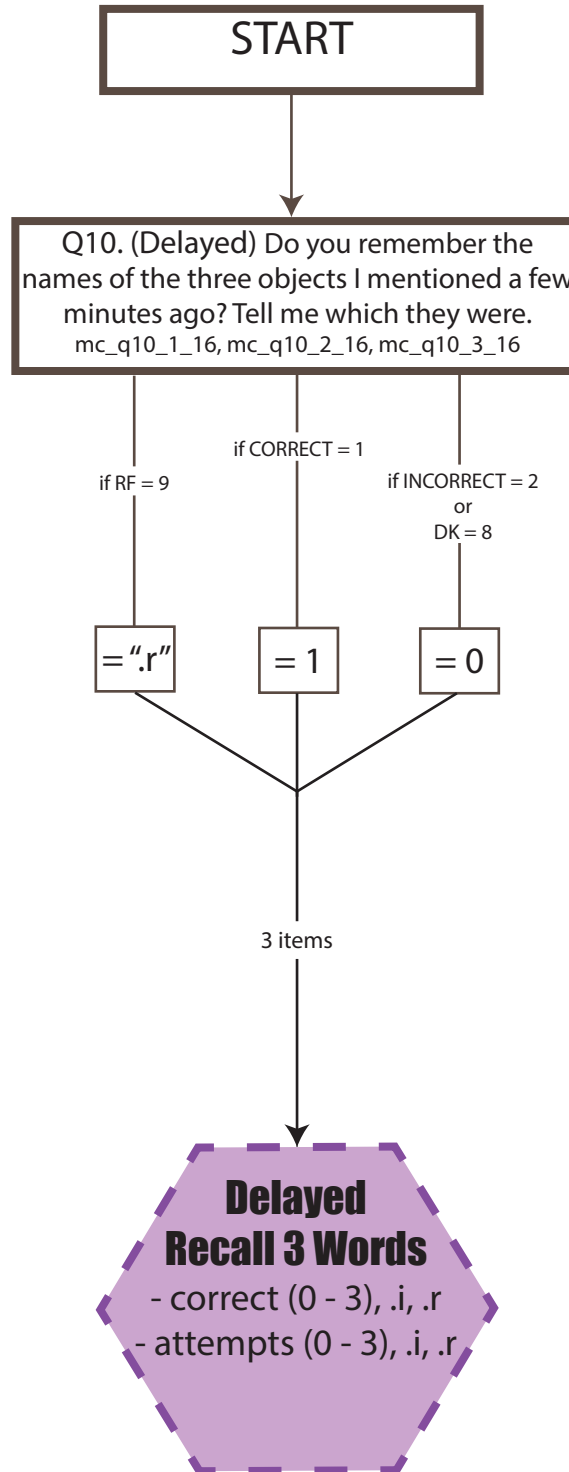 START
Q10. (Delayed) Do you remember the
names of the three objects I mentioned a few
minutes ago? Tell me which they were.
mc_q10_1_16, mc_q10_2_16, mc_q10_3_16
if RF = 9
if CORRECT = 1
if INCORRECT = 2
or
DK = 8
= “.r”
= 1
= 0
3 items
Delayed
Recall 3 Words
- correct (0 - 3), .i, .r
- attempts (0 - 3), .i, .r